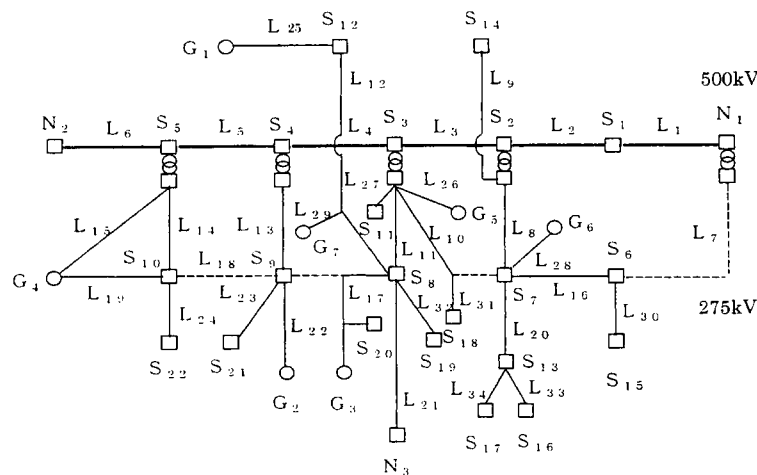 L25 S12 S14
G1
L12 L9 500kV
N2 L6 S5 L5 S4 L4 S3 L3 S2 L2 S1 L1 N1
L27 L26
L15 L14 L13 L29 S11 G5 L8 G6 L7
G7 L10
G4 S10 L18 S9 L11 S8 L28 S6
L19 L23 L17 L32 L31 S7 L16
L24 L22 S20 S19 S18 L20 L30 275kV
S22 S21 S13
G2 G3 L21 L34 L33 S15
S17 S16
N3